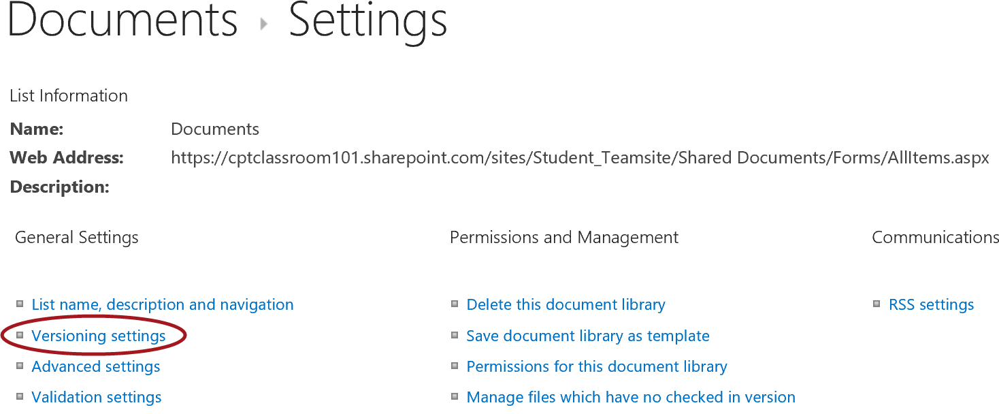 Documents ▸ Settings
List Information
Name: Documents
Web Address: https://cptclassroom101.sharepoint.com/sites/Student_Teamsite/Shared Documents/Forms/AllItems.aspx
Description:
General Settings Permissions and Management Communications
List name, description and navigation Delete this document library RSS settings
Versioning settings Save document library as template
Advanced settings Permissions for this document library
Validation settings Manage files which have no checked in version